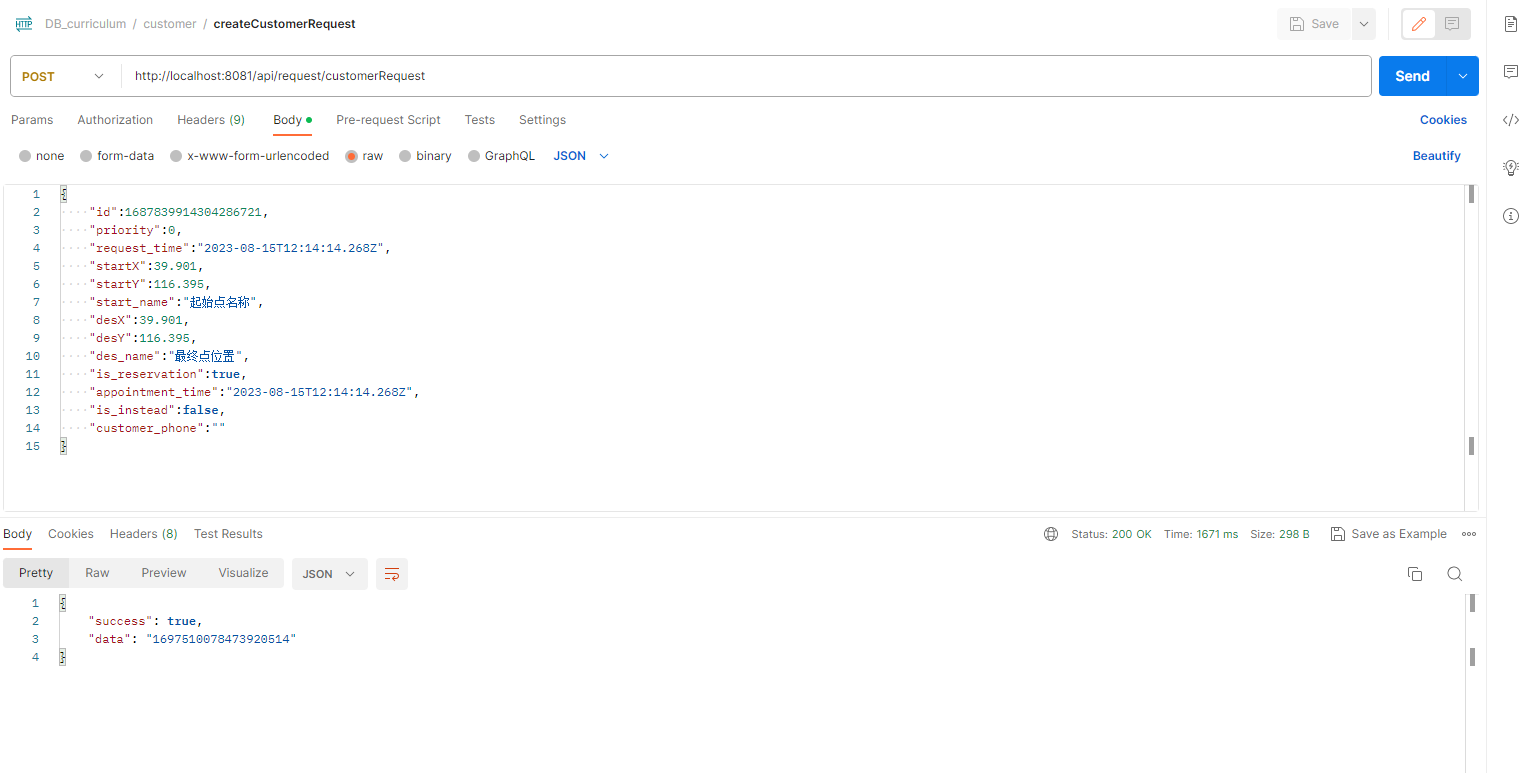 HTTP DB_curriculum / customer / createCustomerRequest Save
POST http://localhost:8081/api/request/customerRequest Send
Params Authorization Headers (9) Body Pre-request Script Tests Settings Cookies
none form-data x-www-form-urlencoded raw binary GraphQL JSON Beautify
1 {
2 "id":1687839914304286721,
3 "priority":0,
4 "request_time":"2023-08-15T12:14:14.268Z",
5 "startX":39.901,
6 "startY":116.395,
7 "start_name":"起始点名称",
8 "desX":39.901,
9 "desY":116.395,
10 "des_name":"最终点位置",
11 "is_reservation":true,
12 "appointment_time":"2023-08-15T12:14:14.268Z",
13 "is_instead":false,
14 "customer_phone":""
15 }
Body Cookies Headers (8) Test Results Status: 200 OK Time: 1671 ms Size: 298 B Save as Example
Pretty Raw Preview Visualize JSON
1 {
2 "success": true,
3 "data": "1697510078473920514"
4 }